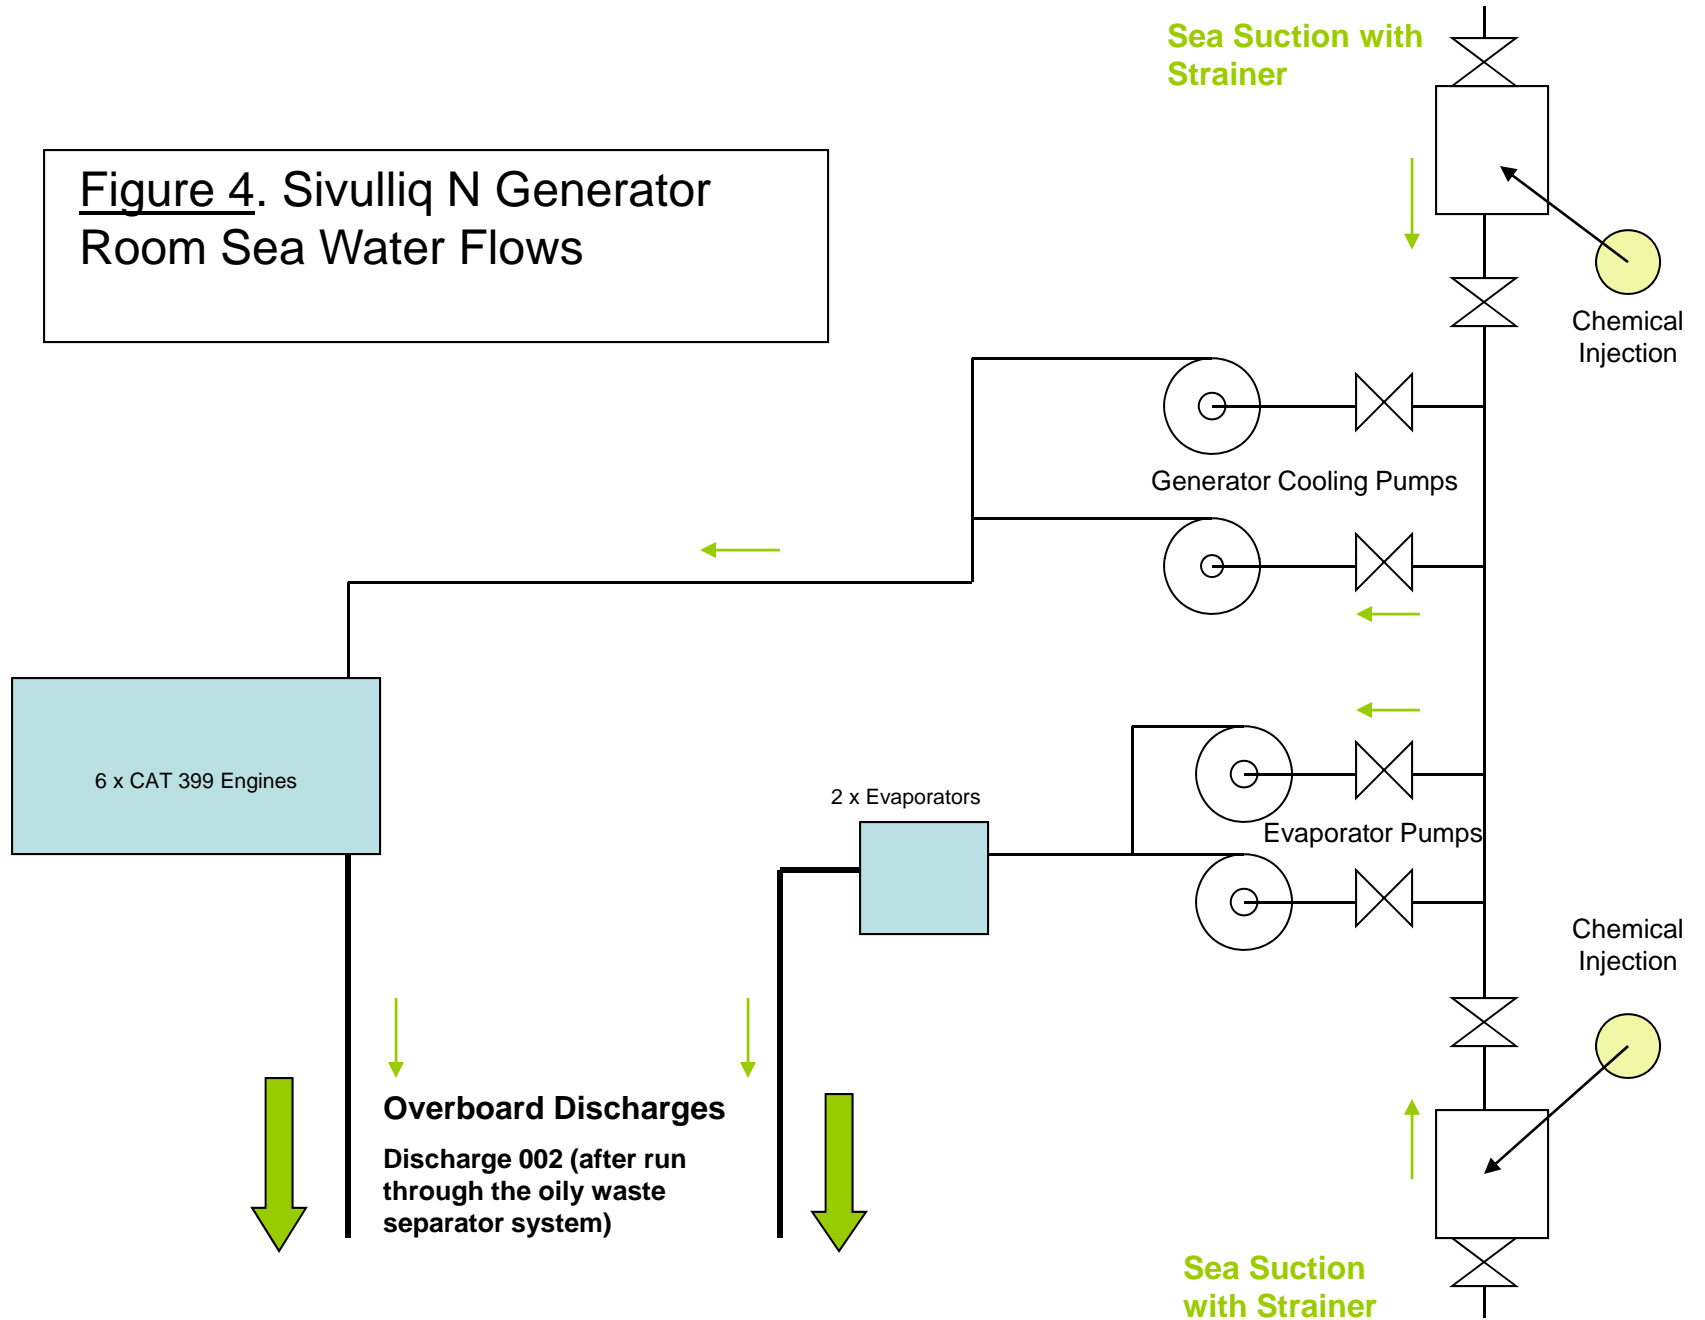 Sea Suction with
Strainer
Figure 4. Sivulliq N Generator
Room Sea Water Flows
Chemical
Injection
Generator Cooling Pumps
6 x CAT 399 Engines
2 x Evaporators
Evaporator Pumps
Chemical
Injection
Overboard Discharges
Discharge 002 (after run
through the oily waste
separator system)
Sea Suction
with Strainer